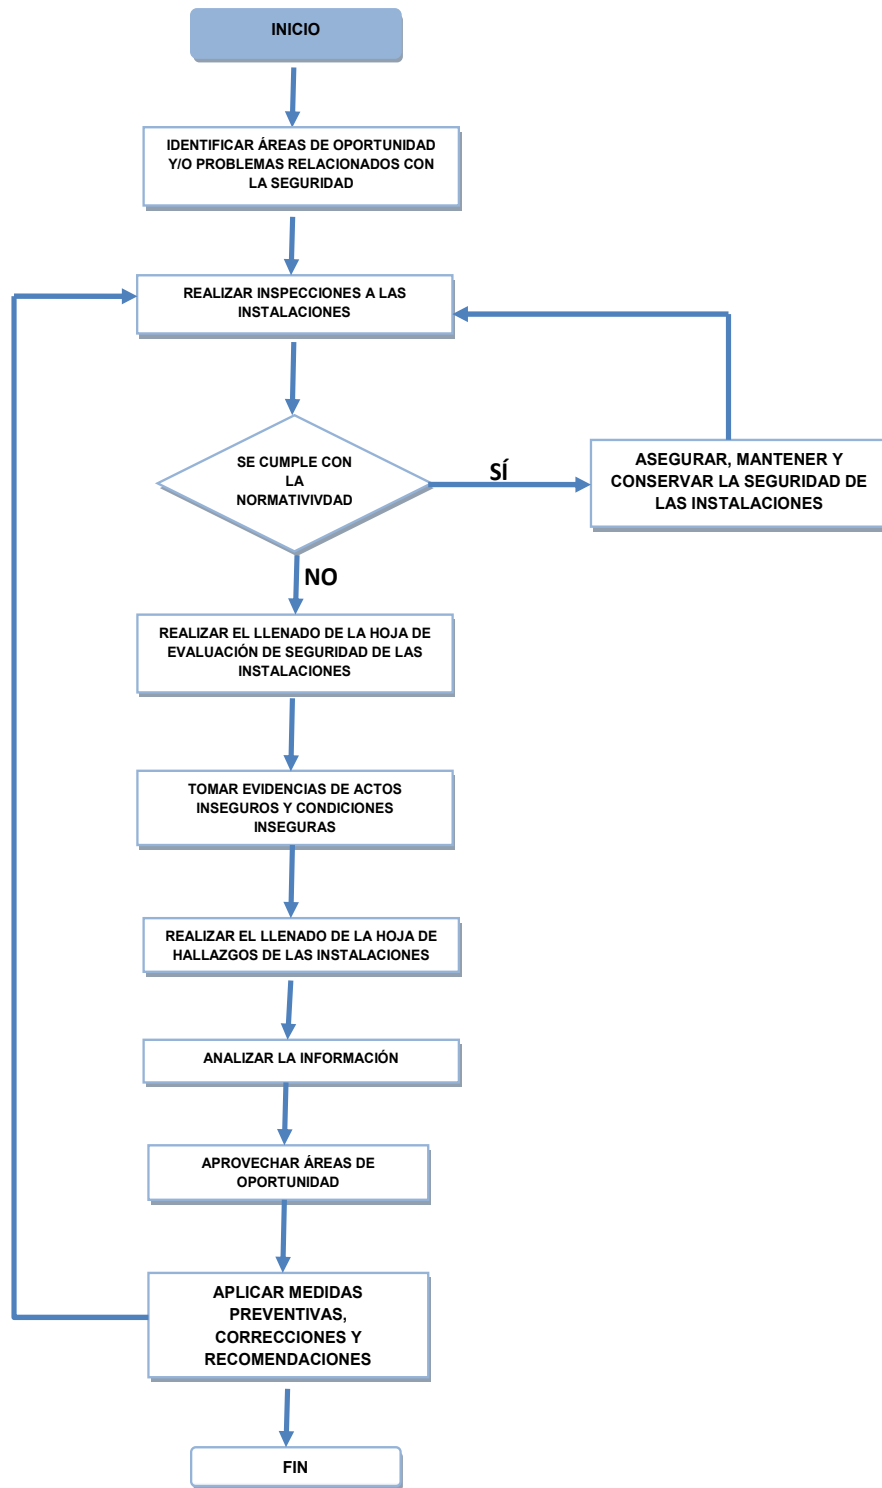 INICIO
IDENTIFICAR ÁREAS DE OPORTUNIDAD
Y/O PROBLEMAS RELACIONADOS CON
LA SEGURIDAD
REALIZAR INSPECCIONES A LAS
INSTALACIONES
SE CUMPLE CON
LA
NORMATIVIVDAD
SÍ
ASEGURAR, MANTENER Y
CONSERVAR LA SEGURIDAD DE
LAS INSTALACIONES
NO
REALIZAR EL LLENADO DE LA HOJA DE
EVALUACIÓN DE SEGURIDAD DE LAS
INSTALACIONES
TOMAR EVIDENCIAS DE ACTOS
INSEGUROS Y CONDICIONES
INSEGURAS
REALIZAR EL LLENADO DE LA HOJA DE
HALLAZGOS DE LAS INSTALACIONES
ANALIZAR LA INFORMACIÓN
APROVECHAR ÁREAS DE
OPORTUNIDAD
APLICAR MEDIDAS
PREVENTIVAS,
CORRECCIONES Y
RECOMENDACIONES
FIN